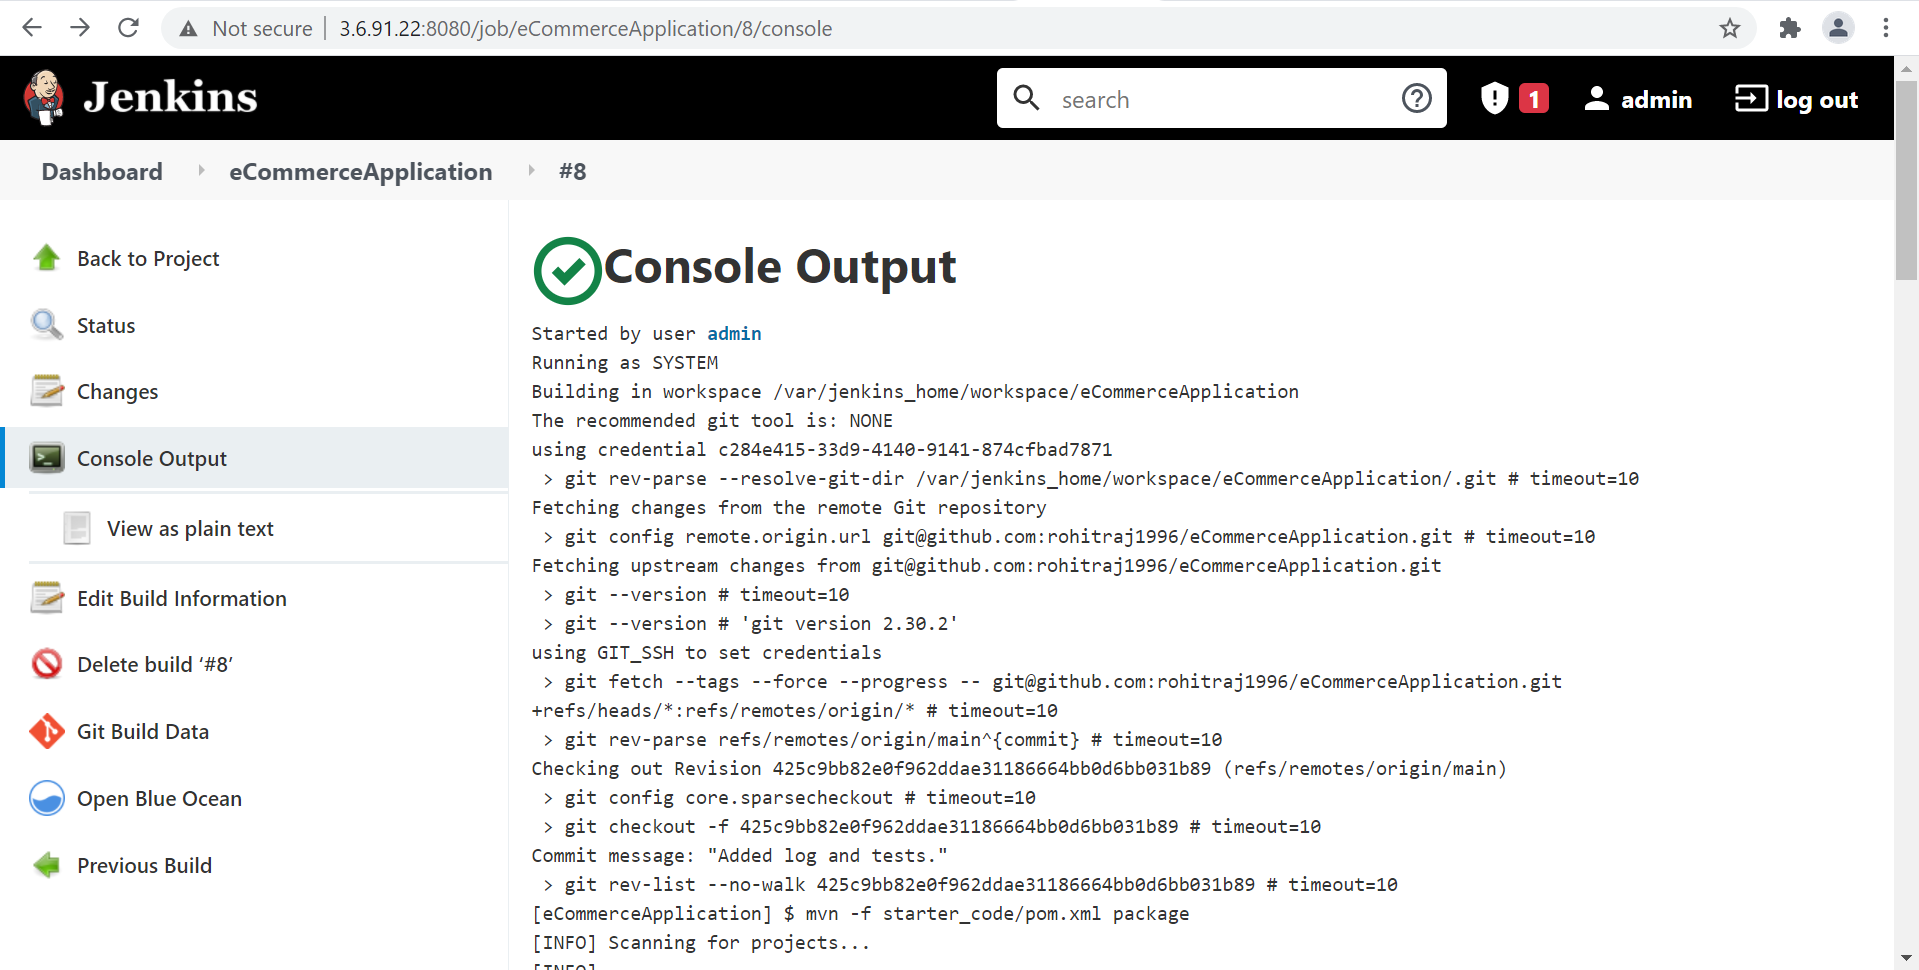 Not secure | 3.6.91.22:8080/job/eCommerceApplication/8/console
Jenkins
search
1
admin
log out
Dashboard
eCommerceApplication
#8
Back to Project
Status
Changes
Console Output
View as plain text
Edit Build Information
Delete build ‘#8’
Git Build Data
Open Blue Ocean
Previous Build
Console Output
Started by user admin
Running as SYSTEM
Building in workspace /var/jenkins_home/workspace/eCommerceApplication
The recommended git tool is: NONE
using credential c284e415-33d9-4140-9141-874cfbad7871
> git rev-parse --resolve-git-dir /var/jenkins_home/workspace/eCommerceApplication/.git # timeout=10
Fetching changes from the remote Git repository
> git config remote.origin.url git@github.com:rohitraj1996/eCommerceApplication.git # timeout=10
Fetching upstream changes from git@github.com:rohitraj1996/eCommerceApplication.git
> git --version # timeout=10
> git --version # 'git version 2.30.2'
using GIT_SSH to set credentials
> git fetch --tags --force --progress -- git@github.com:rohitraj1996/eCommerceApplication.git
+refs/heads/*:refs/remotes/origin/* # timeout=10
> git rev-parse refs/remotes/origin/main^{commit} # timeout=10
Checking out Revision 425c9bb82e0f962ddae31186664bb0d6bb031b89 (refs/remotes/origin/main)
> git config core.sparsecheckout # timeout=10
> git checkout -f 425c9bb82e0f962ddae31186664bb0d6bb031b89 # timeout=10
Commit message: "Added log and tests."
> git rev-list --no-walk 425c9bb82e0f962ddae31186664bb0d6bb031b89 # timeout=10
[eCommerceApplication] $ mvn -f starter_code/pom.xml package
[INFO] Scanning for projects...
[INFO]